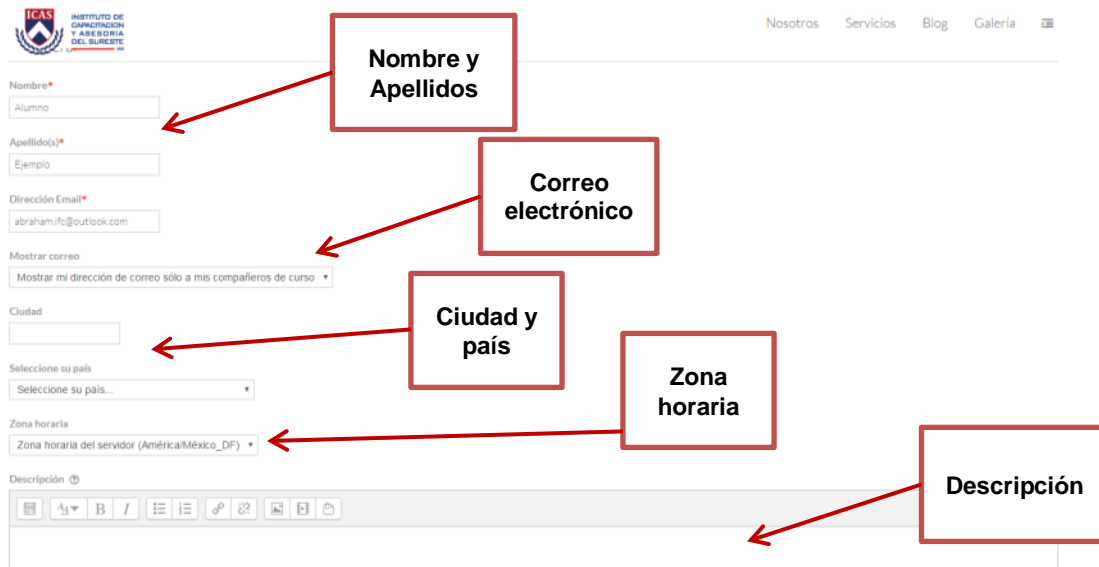 ICAS
INSTITUTO DE
CAPACITACION
Y ASESORIA
DEL SURESTE
Nosotros Servicios Blog Galería
Nombre y
Apellidos
Nombre*
Alumno
Apellido(s)*
Ejemplo
Correo
electrónico
Dirección Email*
abraham.ifc@outlook.com
Mostrar correo
Mostrar mi dirección de correo sólo a mis compañeros de curso
Ciudad y
país
Ciudad
Zona
horaria
Seleccione su país
Seleccione su país...
Zona horaria
Zona horaria del servidor (América/México_DF)
Descripción
Descripción
B I